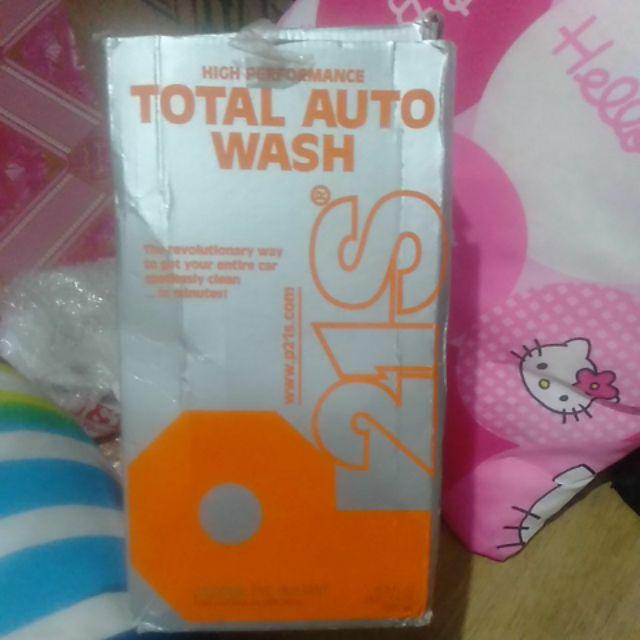 HIGH PERFORMANCE
TOTAL AUTO
WASH
The revolutionary way
to get your entire car
spotlessly clean
...in minutes!
www.p21s.com
P21S®
Hello